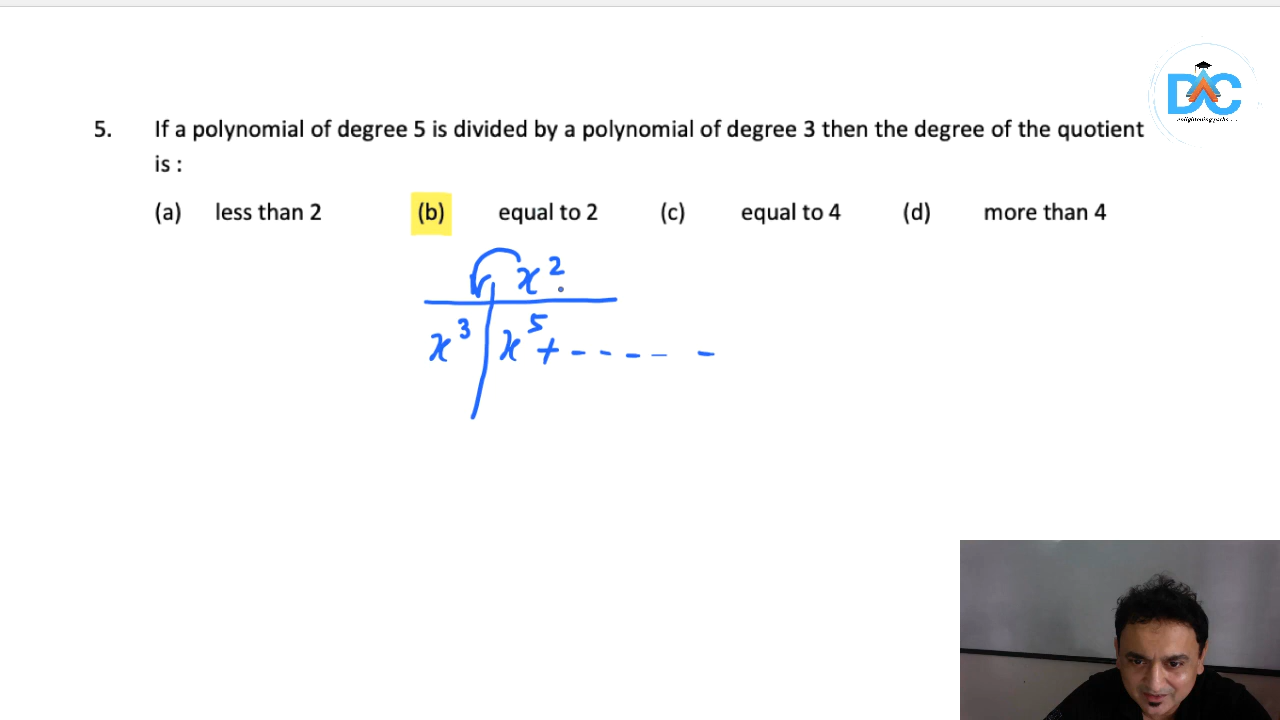 5. If a polynomial of degree 5 is divided by a polynomial of degree 3 then the degree of the quotient
is :
(a) less than 2 (b) equal to 2 (c) equal to 4 (d) more than 4
x²
x³ x⁵ + - - - - -
DAC